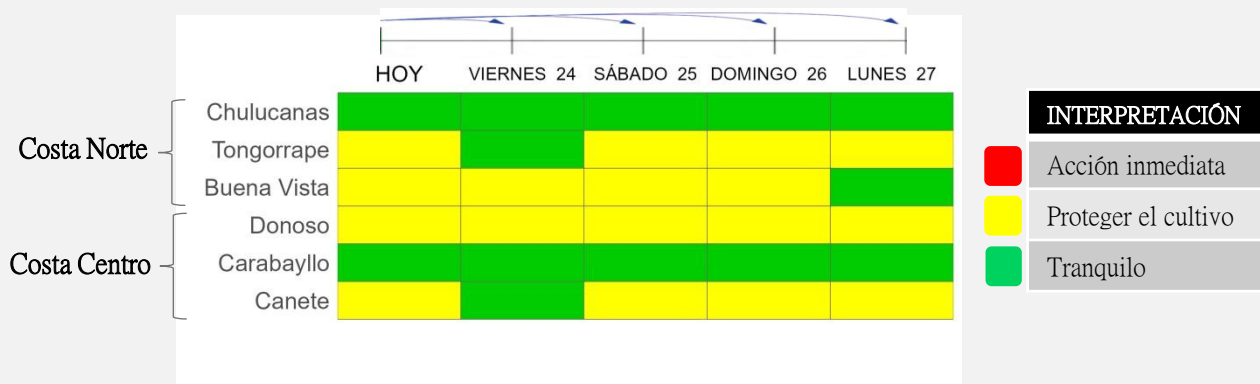 HOY VIERNES 24 SÁBADO 25 DOMINGO 26 LUNES 27
Costa Norte
Chulucanas
Tongorrape
Buena Vista
Costa Centro
Donoso
Carabayllo
Canete
INTERPRETACIÓN
Acción inmediata
Proteger el cultivo
Tranquilo